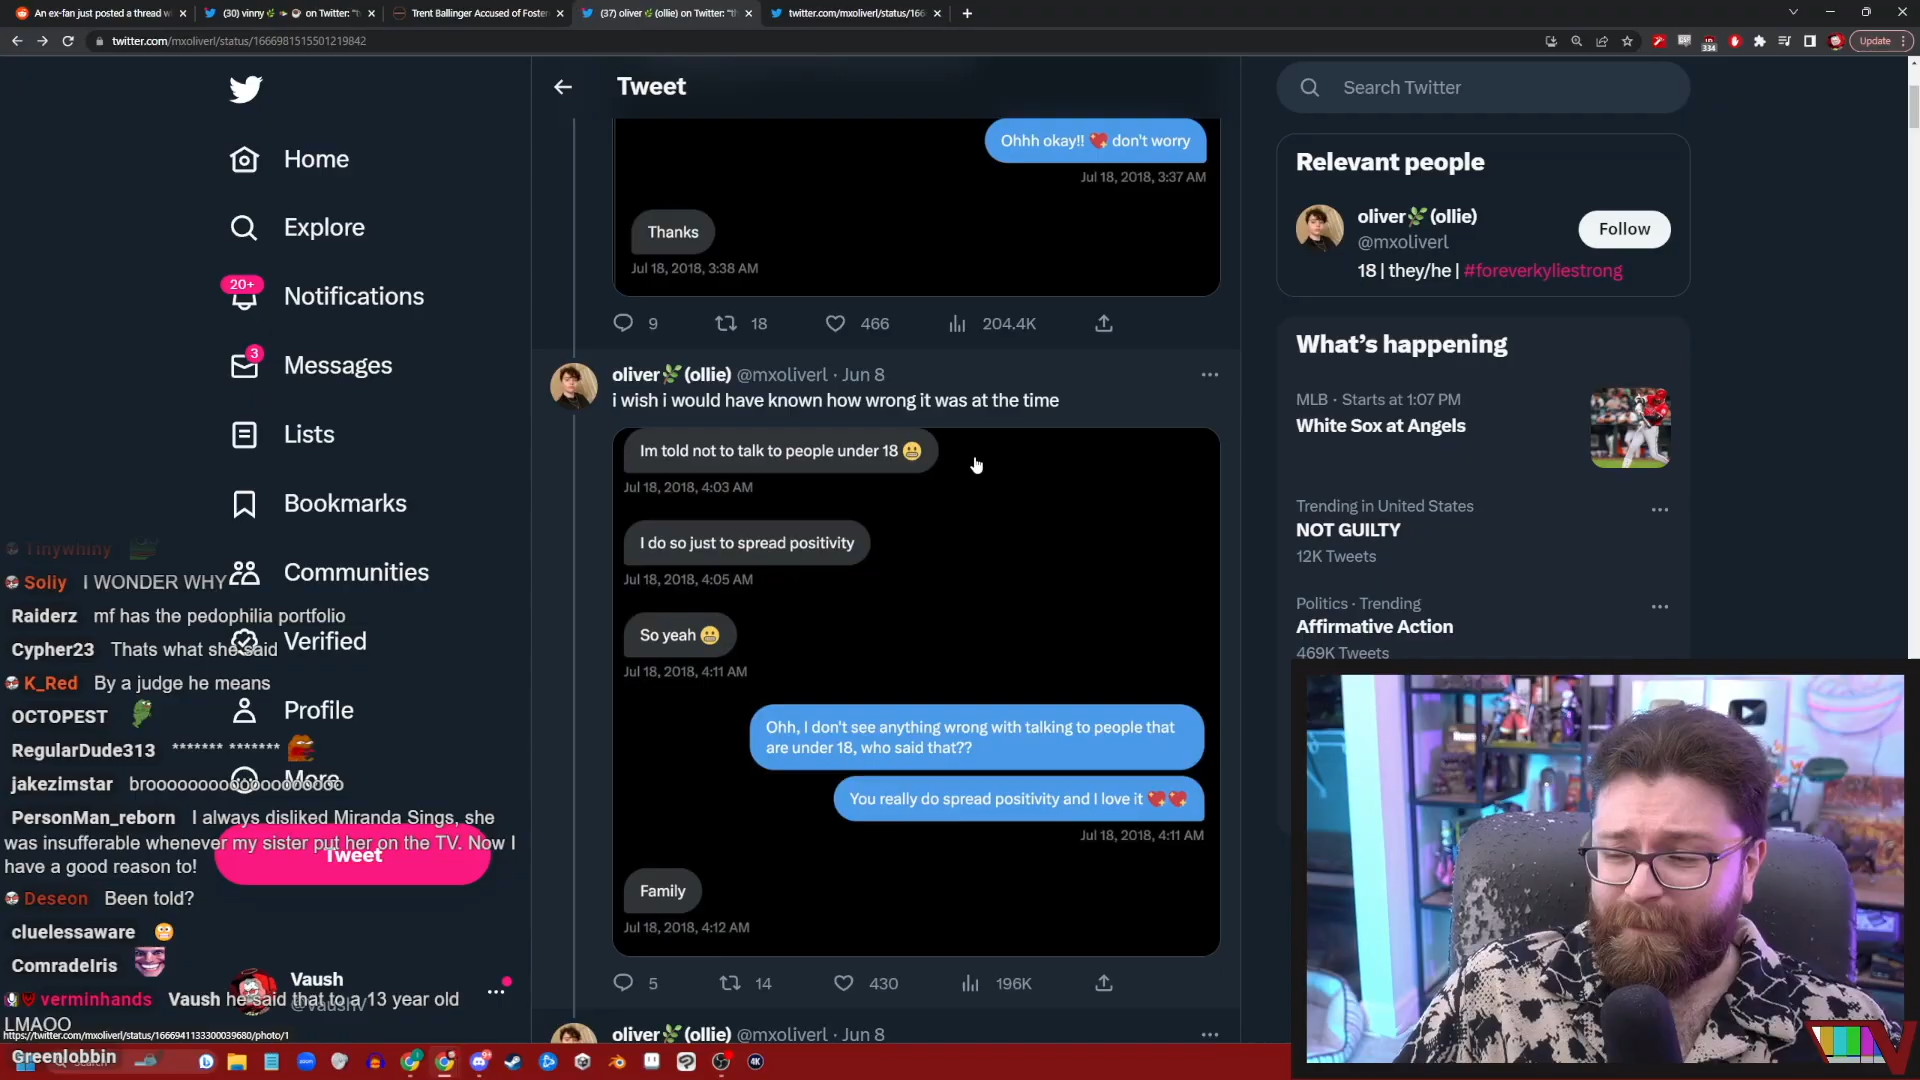 An ex-fan just posted a thread w
(30) vinny on Twitter: "t
Trent Ballinger Accused of Foster
(37) oliver (ollie) on Twitter: "th
twitter.com/mxoliverl/status/166
twitter.com/mxoliverl/status/1666981515501219842
334
Update
Tweet
Search Twitter
Home
Explore
20+
Notifications
3
Messages
Lists
Bookmarks
Communities
Verified
Profile
More
Tweet
Vaush
@VaushV
Ohhh okay!! 💖 don't worry
Jul 18, 2018, 3:37 AM
Thanks
Jul 18, 2018, 3:38 AM
9 18 466 204.4K
oliver🌿(ollie) @mxoliverl · Jun 8
i wish i would have known how wrong it was at the time
Im told not to talk to people under 18 😬
Jul 18, 2018, 4:03 AM
I do so just to spread positivity
Jul 18, 2018, 4:05 AM
So yeah 😬
Jul 18, 2018, 4:11 AM
Ohh, I don't see anything wrong with talking to people that
are under 18, who said that??
You really do spread positivity and I love it 💖💖
Jul 18, 2018, 4:11 AM
Family
Jul 18, 2018, 4:12 AM
5 14 430 196K
oliver🌿(ollie) @mxoliverl · Jun 8
Relevant people
oliver🌿(ollie)
@mxoliverl
Follow
18 | they/he | #foreverkyliestrong
What's happening
MLB · Starts at 1:07 PM
White Sox at Angels
Trending in United States
NOT GUILTY
12K Tweets
Politics · Trending
Affirmative Action
469K Tweets
Tinywhiny
Soliy I WONDER WHY
Raiderz mf has the pedophilia portfolio
Cypher23 Thats what she said
K_Red By a judge he means
OCTOPEST
RegularDude313 ******* *******
jakezimstar brooooooooooooooooooo
PersonMan_reborn I always disliked Miranda Sings, she
was insufferable whenever my sister put her on the TV. Now I
have a good reason to!
Deseon Been told?
cluelessaware
ComradeIris
verminhands Vaush he said that to a 13 year old
LMAOO
https://twitter.com/mxoliverl/status/1666941133300039680/photo/1
Greenlobbin
Search
4K
V